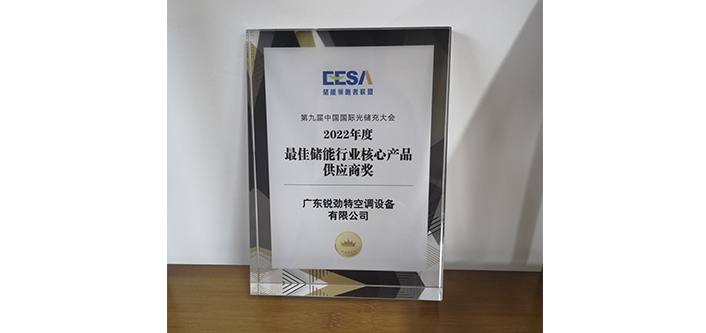 EESA
储能领跑者联盟
第九届中国国际光储充大会
2022年度
最佳储能行业核心产品
供应商奖
广东锐劲特空调设备
有限公司